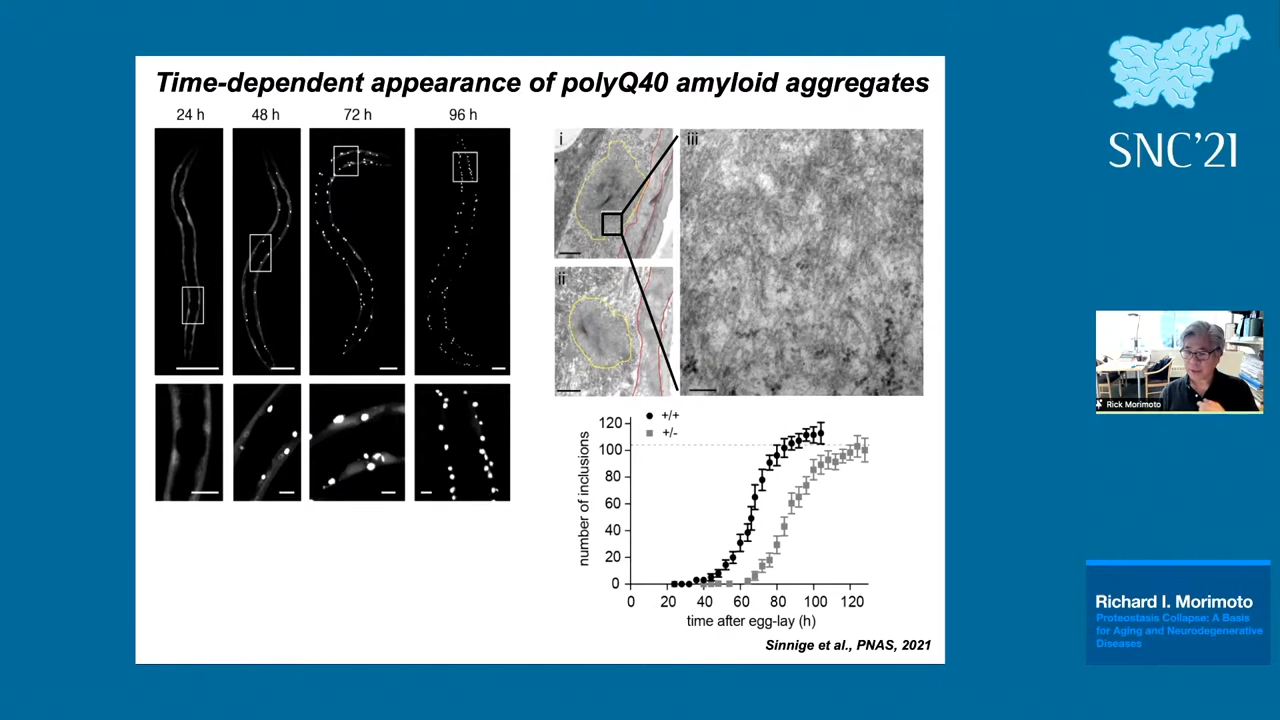 Time-dependent appearance of polyQ40 amyloid aggregates
24 h 48 h 72 h 96 h
i
ii
iii
+/+
+/-
120
100
80
60
40
20
0
number of inclusions
0 20 40 60 80 100 120
time after egg-lay (h)
Sinnige et al., PNAS, 2021
SNC'21
Rick Morimoto
Richard I. Morimoto
Proteostasis Collapse: A Basis
for Aging and Neurodegenerative
Diseases